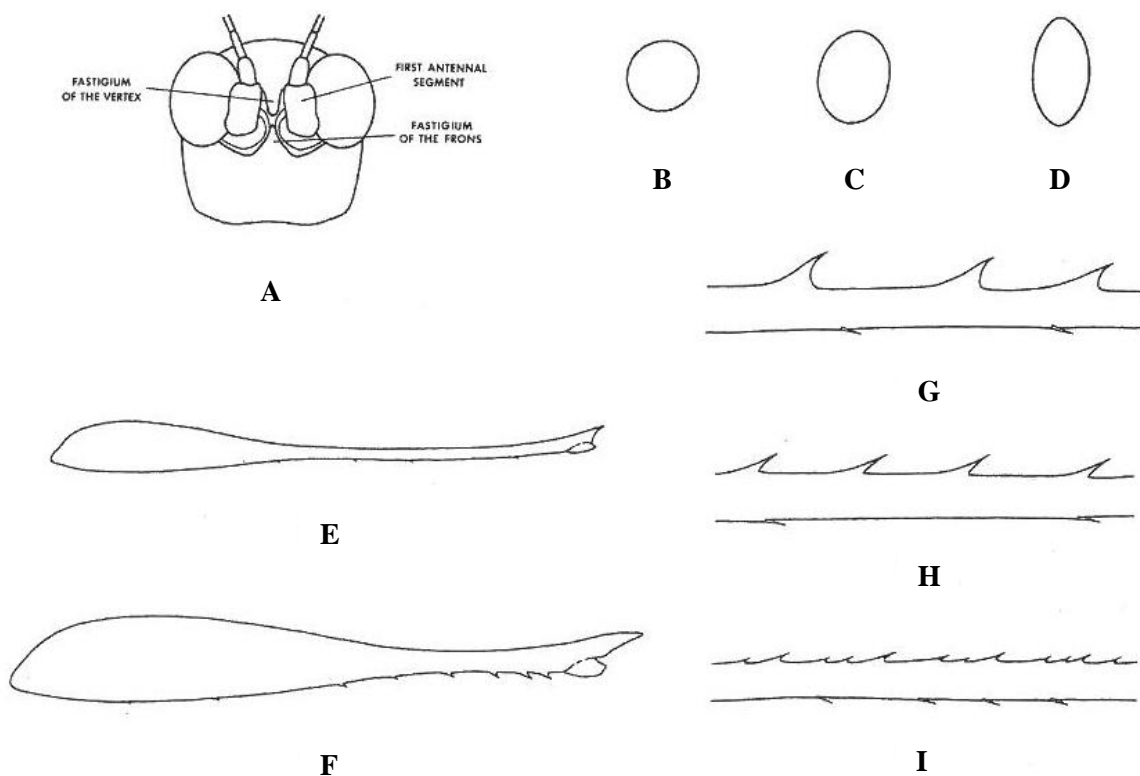 FASTIGIUM
OF THE VERTEX
FIRST ANTENNAL
SEGMENT
FASTIGIUM
OF THE FRONS
A
B
C
D
E
F
G
H
I